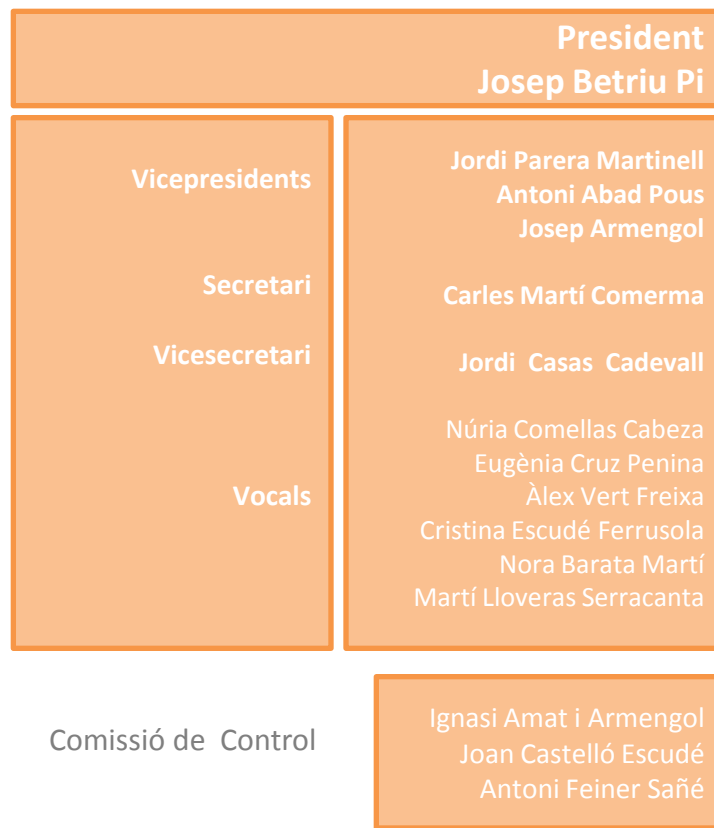 President
Josep Betriu Pi
Vicepresidents
Jordi Parera Martinell
Antoni Abad Pous
Josep Armengol
Secretari
Carles Martí Comerma
Vicesecretari
Jordi Casas Cadevall
Vocals
Núria Comellas Cabeza
Eugènia Cruz Penina
Àlex Vert Freixa
Cristina Escudé Ferrusola
Nora Barata Martí
Martí Lloveras Serracanta
Comissió de Control
Ignasi Amat i Armengol
Joan Castelló Escudé
Antoni Feiner Sañé